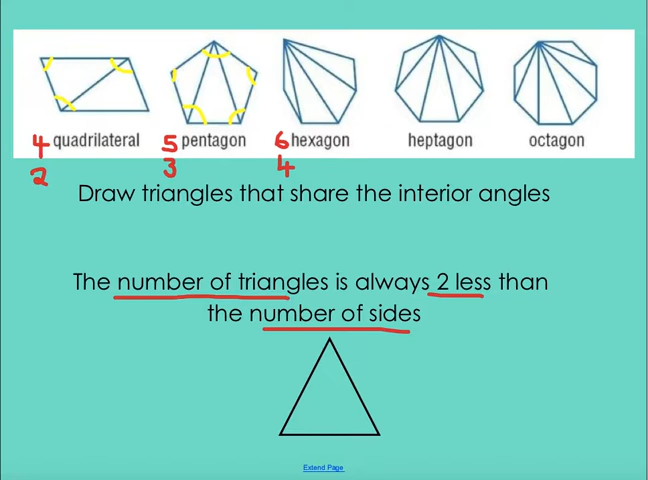 4 quadrilateral 5 pentagon 6 hexagon heptagon octagon
2 3 4
Draw triangles that share the interior angles
The number of triangles is always 2 less than
the number of sides
Extend Page